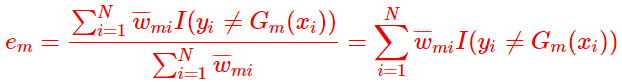 $e_m = \frac{\sum_{i=1}^{N} \overline{w}_{mi} I(y_i \neq G_m(x_i))}{\sum_{i=1}^{N} \overline{w}_{mi}} = \sum_{i=1}^{N} \overline{w}_{mi} I(y_i \neq G_m(x_i))$